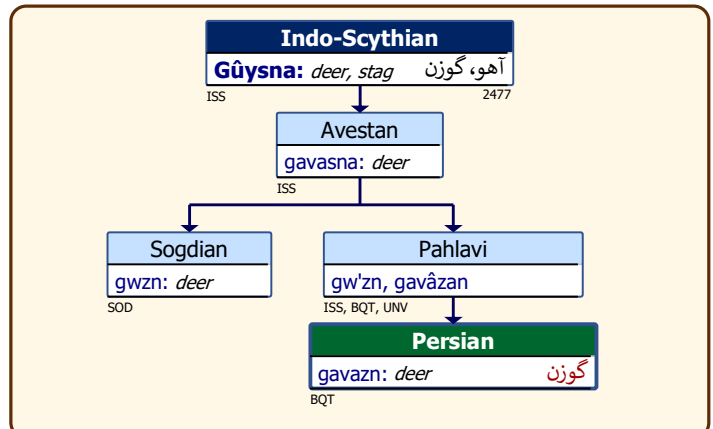 Indo-Scythian
Gûysna: deer, stag آهو، گوزن
ISS 2477
Avestan
gavasna: deer
ISS
Sogdian Pahlavi
gwzn: deer gw'zn, gavâzan
SOD ISS, BQT, UNV
Persian
gavazn: deer گوزن
BQT